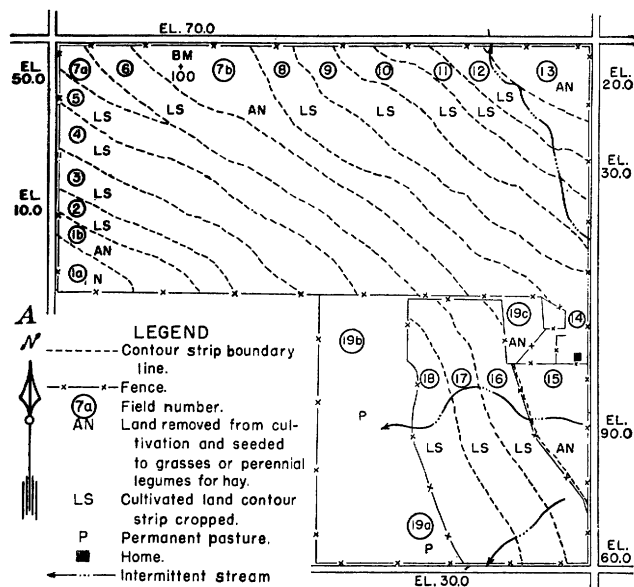 EL. 70.0
EL.
50.0
7a
6
BM
+
100
7b
8
9
10
11
12
13
EL.
20.0
AN
5
LS
LS
AN
LS
LS
LS
LS
LS
4
LS
EL.
30.0
3
LS
EL.
10.0
2
LS
1b
AN
1a
N
A
N
LEGEND
Contour strip boundary
line.
Fence.
7a Field number.
AN Land removed from cul-
tivation and seeded
to grasses or perennial
legumes for hay.
LS Cultivated land contour
strip cropped.
P Permanent pasture.
Home.
Intermittent stream
19b
19c
AN
14
18
17
16
15
P
LS
LS
LS
AN
EL.
90.0
19a
P
EL.
60.0
EL. 30.0